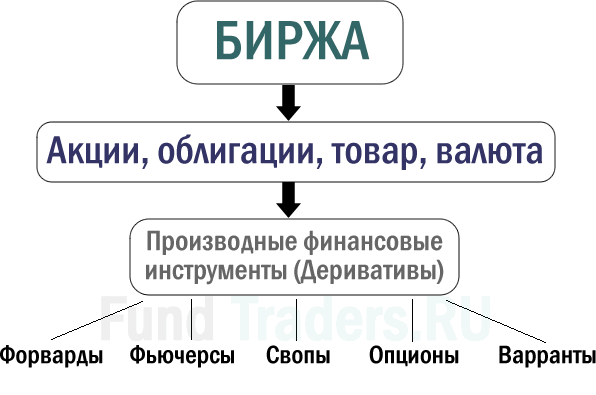 БИРЖА
Акции, облигации, товар, валюта
Производные финансовые
инструменты (Деривативы)
Fund Traders.RU
Форварды Фьючерсы Свопы Опционы Варранты